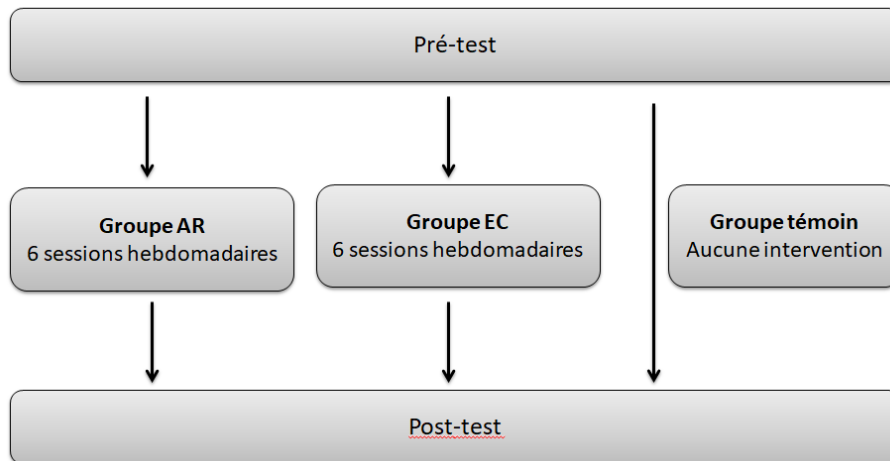 Pré-test
Groupe AR
6 sessions hebdomadaires
Groupe EC
6 sessions hebdomadaires
Groupe témoin
Aucune intervention
Post-test